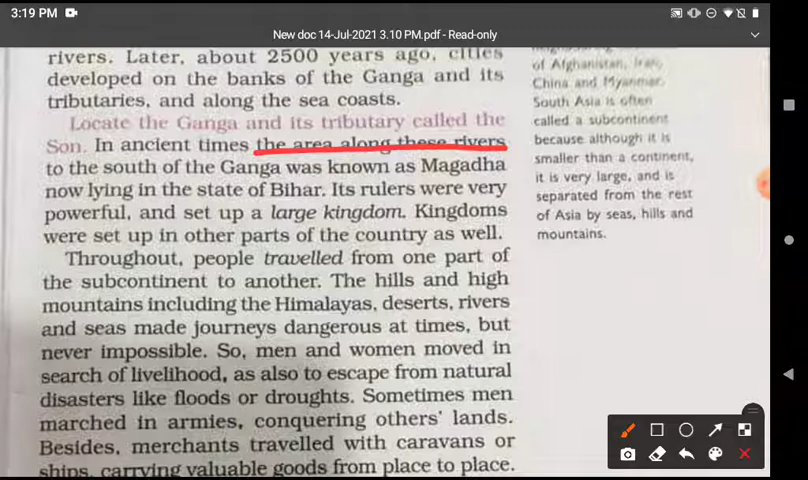 3:19 PM
New doc 14-Jul-2021 3.10 PM.pdf - Read-only
rivers. Later, about 2500 years ago, cities
developed on the banks of the Ganga and its
tributaries, and along the sea coasts.
Locate the Ganga and its tributary called the
Son. In ancient times the area along these rivers
to the south of the Ganga was known as Magadha
now lying in the state of Bihar. Its rulers were very
powerful, and set up a large kingdom. Kingdoms
were set up in other parts of the country as well.
Throughout, people travelled from one part of
the subcontinent to another. The hills and high
mountains including the Himalayas, deserts, rivers
and seas made journeys dangerous at times, but
never impossible. So, men and women moved in
search of livelihood, as also to escape from natural
disasters like floods or droughts. Sometimes men
marched in armies, conquering others' lands.
Besides, merchants travelled with caravans or
ships, carrying valuable goods from place to place.
of Afghanistan, Iran,
China and Myanmar.
South Asia is often
called a subcontinent
because although it is
smaller than a continent,
it is very large, and is
separated from the rest
of Asia by seas, hills and
mountains.